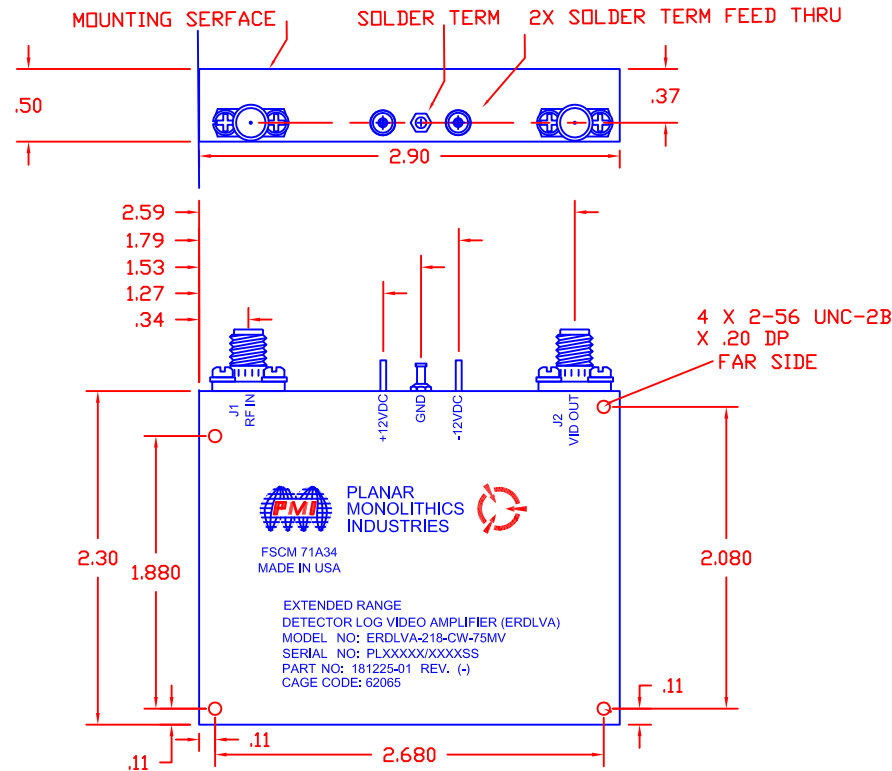 MOUNTING SERFACE
SOLDER TERM
2X SOLDER TERM FEED THRU
.50
.37
2.90
2.59
1.79
1.53
1.27
.34
4 X 2-56 UNC-2B
X .20 DP
FAR SIDE
J1
RF IN
+12VDC
GND
-12VDC
J2
VID OUT
PMI
PLANAR
MONOLITHICS
INDUSTRIES
FSCM 71A34
MADE IN USA
2.30
1.880
2.080
EXTENDED RANGE
DETECTOR LOG VIDEO AMPLIFIER (ERDLVA)
MODEL NO: ERDLVA-218-CW-75MV
SERIAL NO: PLXXXXX/XXXXSS
PART NO: 181225-01 REV. (-)
CAGE CODE: 62065
.11
.11
.11
2.680